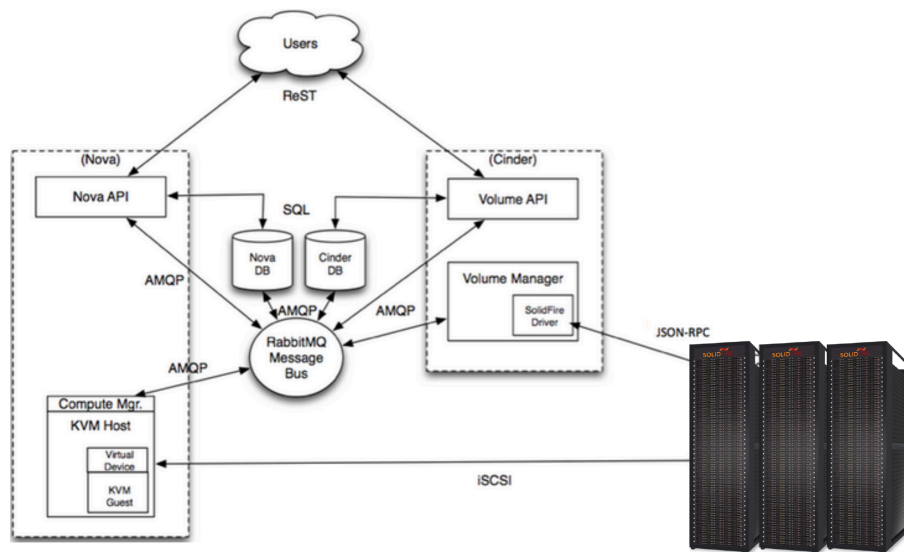 Users
ReST
(Nova)
(Cinder)
Nova API
Volume API
SQL
Nova
DB
Cinder
DB
AMQP
AMQP
AMQP
RabbitMQ
Message
Bus
Volume Manager
SolidFire
Driver
JSON-RPC
AMQP
Compute Mgr.
KVM Host
Virtual
Device
KVM
Guest
iSCSI